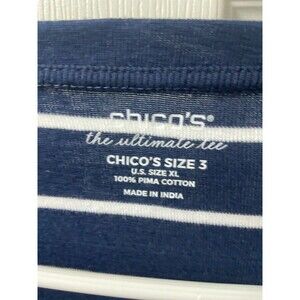 chico's®
the ultimate tee
CHICO'S SIZE 3
U.S. SIZE XL
100% PIMA COTTON
MADE IN INDIA